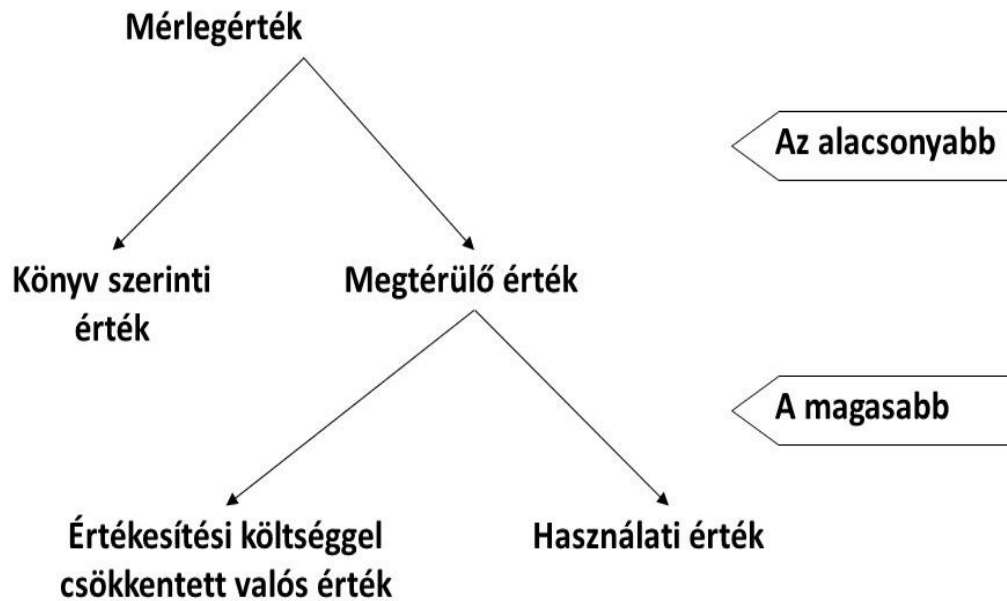 Mérlegérték
Az alacsonyabb
Könyv szerinti
érték
Megtérülő érték
A magasabb
Értékesítési költséggel
csökkentett valós érték
Használati érték